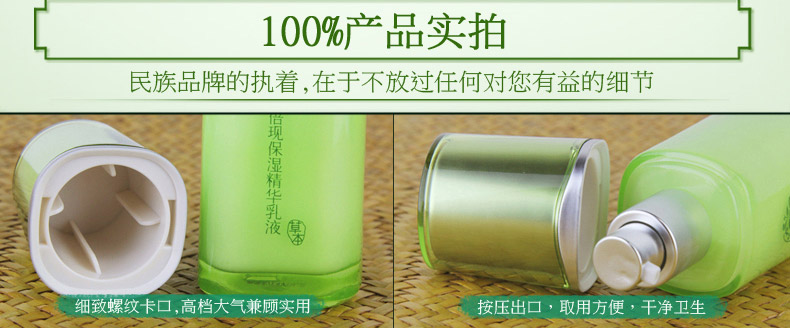 100%产品实拍
民族品牌的执着,在于不放过任何对您有益的细节
倍现保湿精华乳液
草本
细致螺纹卡口,高档大气兼顾实用
按压出口，取用方便，干净卫生